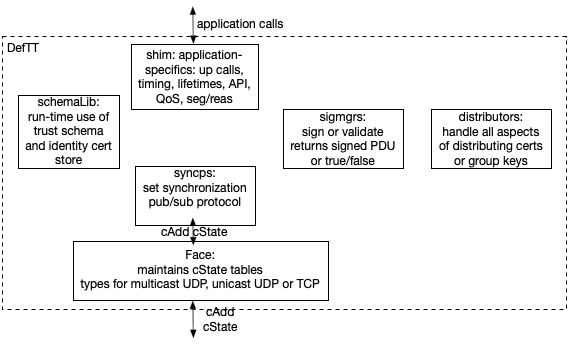 application calls
DefTT
shim: application-
specifics: up calls,
timing, lifetimes, API,
QoS, seg/reas
schemaLib:
run-time use of
trust schema
and identity cert
store
sigmgrs:
sign or validate
returns signed PDU
or true/false
distributors:
handle all aspects
of distributing certs
or group keys
syncps:
set synchronization
pub/sub protocol
cAdd cState
Face:
maintains cState tables
types for multicast UDP, unicast UDP or TCP
cAdd
cState